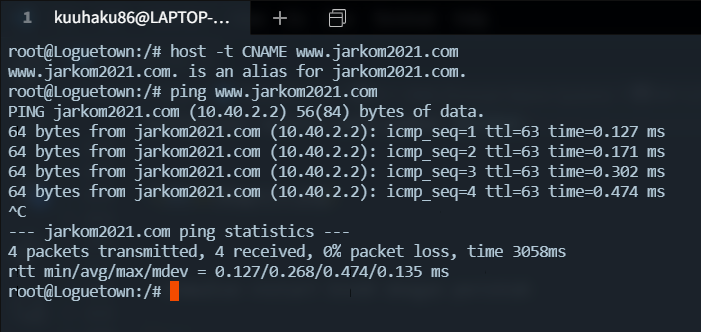 1 kuuhaku86@LAPTOP-...
root@Loguetown:/# host -t CNAME www.jarkom2021.com
www.jarkom2021.com. is an alias for jarkom2021.com.
root@Loguetown:/# ping www.jarkom2021.com
PING jarkom2021.com (10.40.2.2) 56(84) bytes of data.
64 bytes from jarkom2021.com (10.40.2.2): icmp_seq=1 ttl=63 time=0.127 ms
64 bytes from jarkom2021.com (10.40.2.2): icmp_seq=2 ttl=63 time=0.171 ms
64 bytes from jarkom2021.com (10.40.2.2): icmp_seq=3 ttl=63 time=0.302 ms
64 bytes from jarkom2021.com (10.40.2.2): icmp_seq=4 ttl=63 time=0.474 ms
^C
--- jarkom2021.com ping statistics ---
4 packets transmitted, 4 received, 0% packet loss, time 3058ms
rtt min/avg/max/mdev = 0.127/0.268/0.474/0.135 ms
root@Loguetown:/#